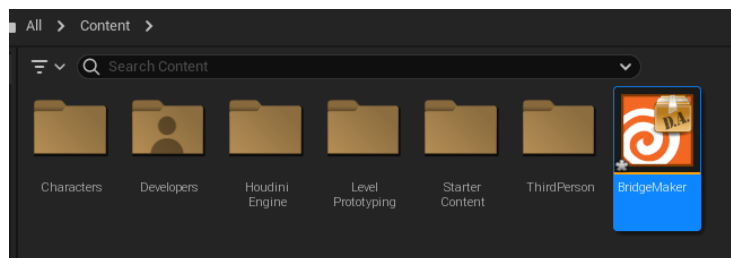 All > Content >
Search Content
Characters
Developers
Houdini
Engine
Level
Prototyping
Starter
Content
ThirdPerson
D.A.
BridgeMaker